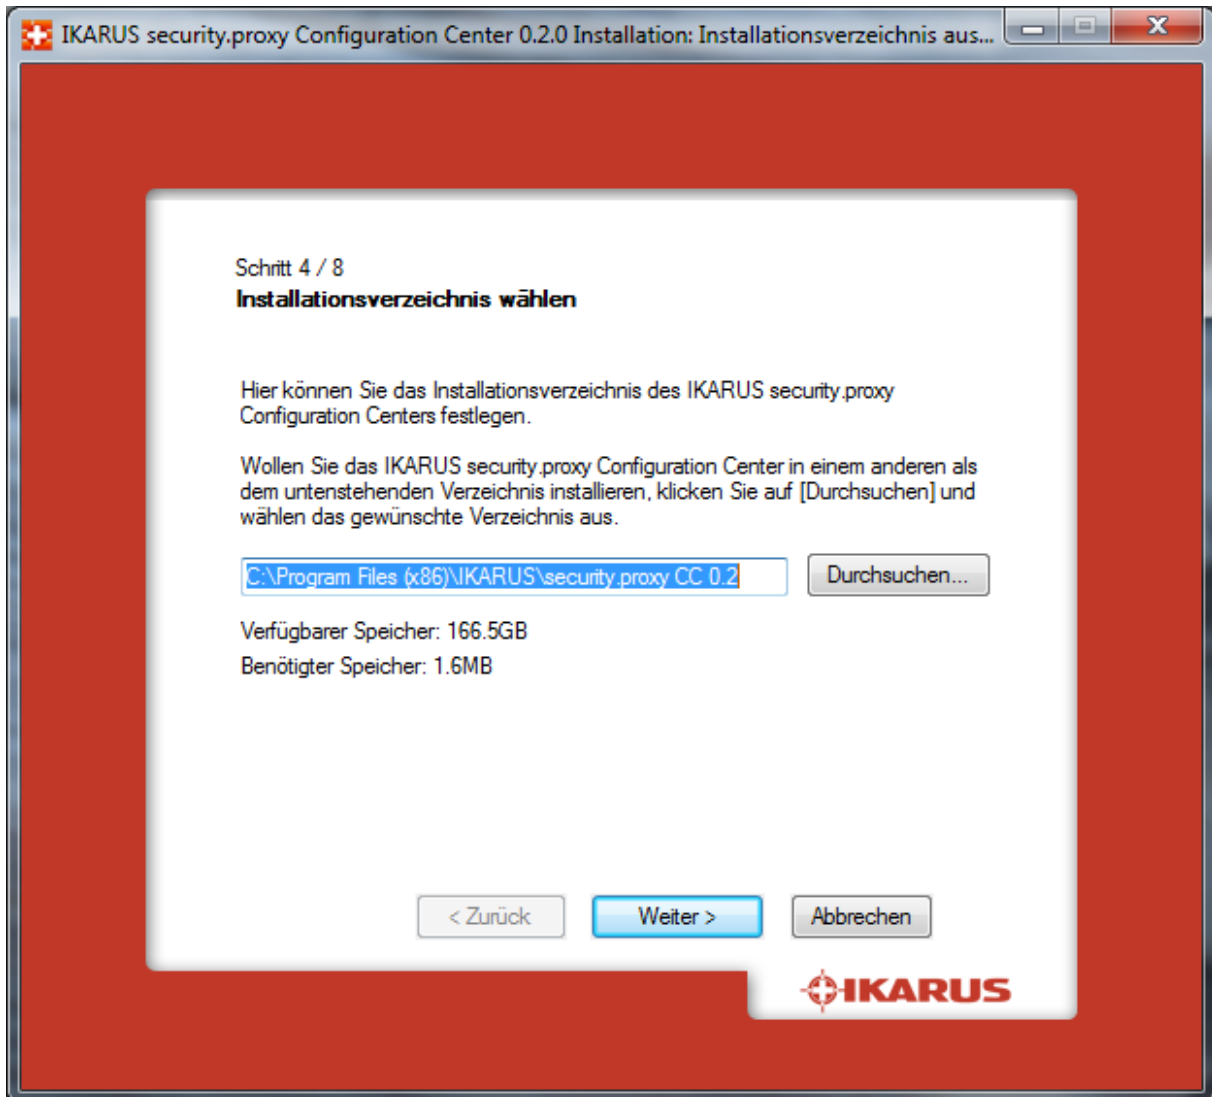 IKARUS security.proxy Configuration Center 0.2.0 Installation: Installationsverzeichnis aus...
Schritt 4 / 8
Installationsverzeichnis wählen
Hier können Sie das Installationsverzeichnis des IKARUS security.proxy
Configuration Centers festlegen.
Wollen Sie das IKARUS security.proxy Configuration Center in einem anderen als
dem untenstehenden Verzeichnis installieren, klicken Sie auf [Durchsuchen] und
wählen das gewünschte Verzeichnis aus.
C:\Program Files (x86)\IKARUS\security.proxy CC 0.2
Durchsuchen...
Verfügbarer Speicher: 166.5GB
Benötigter Speicher: 1.6MB
< Zurück
Weiter >
Abbrechen
IKARUS